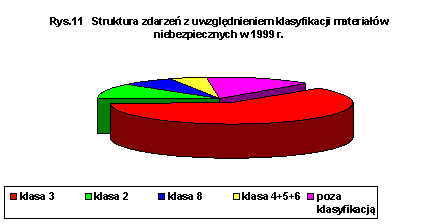 Rys.11 Struktura zdarzeń z uwzględnieniem klasyfikacji materiałów
niebezpiecznych w 1999 r.
klasa 3 klasa 2 klasa 8 klasa 4+5+6 poza
klasyfikacją